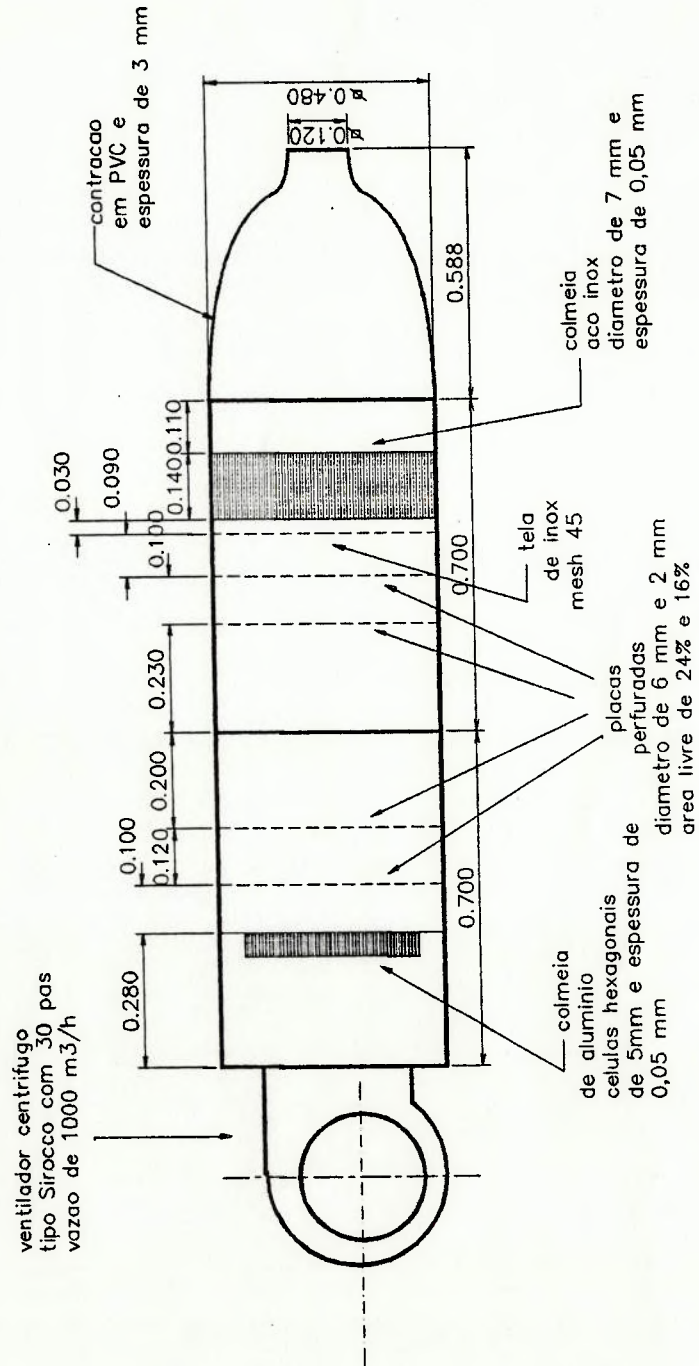 ventilador centrifugo
tipo Sirocco com 30 pas
vazao de 1000 m3/h
contracao
em PVC e
espessura de 3 mm
0.280
0.100
0.120
0.200
0.230
0.100
0.090
0.030
0.140
0.110
ø0.120
ø0.480
0.700
0.700
0.588
colmeia
de aluminio
celulas hexagonais
de 5mm e espessura de
0,05 mm
placas
perfuradas
diametro de 6 mm e 2 mm
area livre de 24% e 16%
tela
de inox
mesh 45
colmeia
aco inox
diametro de 7 mm e
espessura de 0,05 mm